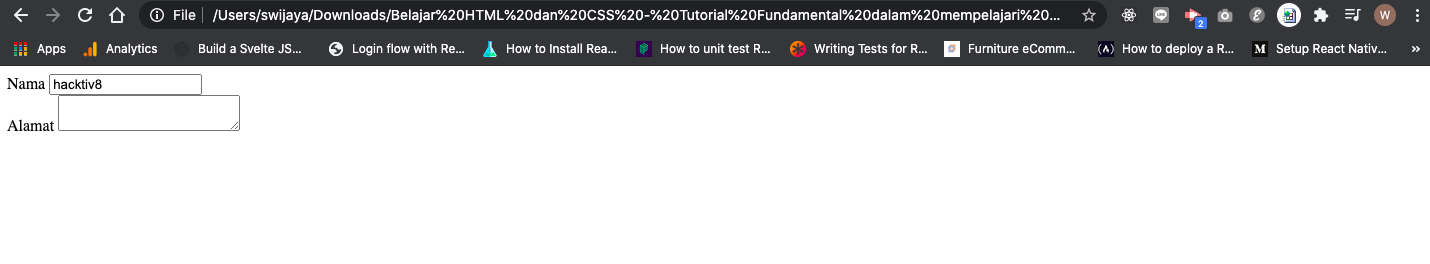 File /Users/swijaya/Downloads/Belajar%20HTML%20dan%20CSS%20-%20Tutorial%20Fundamental%20dalam%20mempelajari%20... 2 W
Apps Analytics Build a Svelte JS... Login flow with Re... How to Install Rea... How to unit test R... Writing Tests for R... Furniture eComm... How to deploy a R... M Setup React Nativ... »
Nama hacktiv8
Alamat